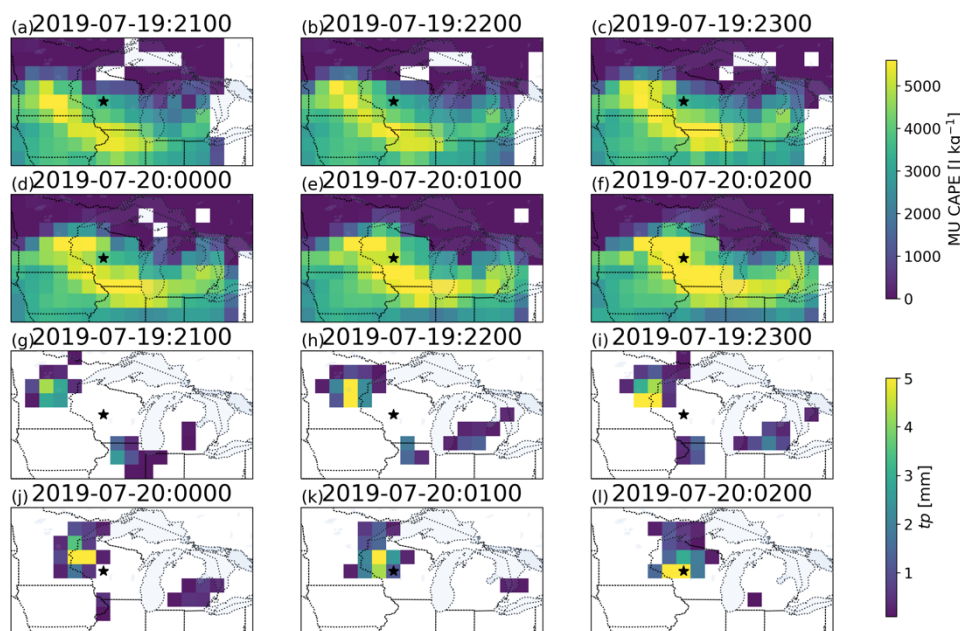 (a) 2019-07-19:2100
(b) 2019-07-19:2200
(c) 2019-07-19:2300
5000
4000
3000
2000
1000
0
MU CAPE [J kg⁻¹]
(d) 2019-07-20:0000
(e) 2019-07-20:0100
(f) 2019-07-20:0200
(g) 2019-07-19:2100
(h) 2019-07-19:2200
(i) 2019-07-19:2300
5
4
3
2
1
tp [mm]
(j) 2019-07-20:0000
(k) 2019-07-20:0100
(l) 2019-07-20:0200